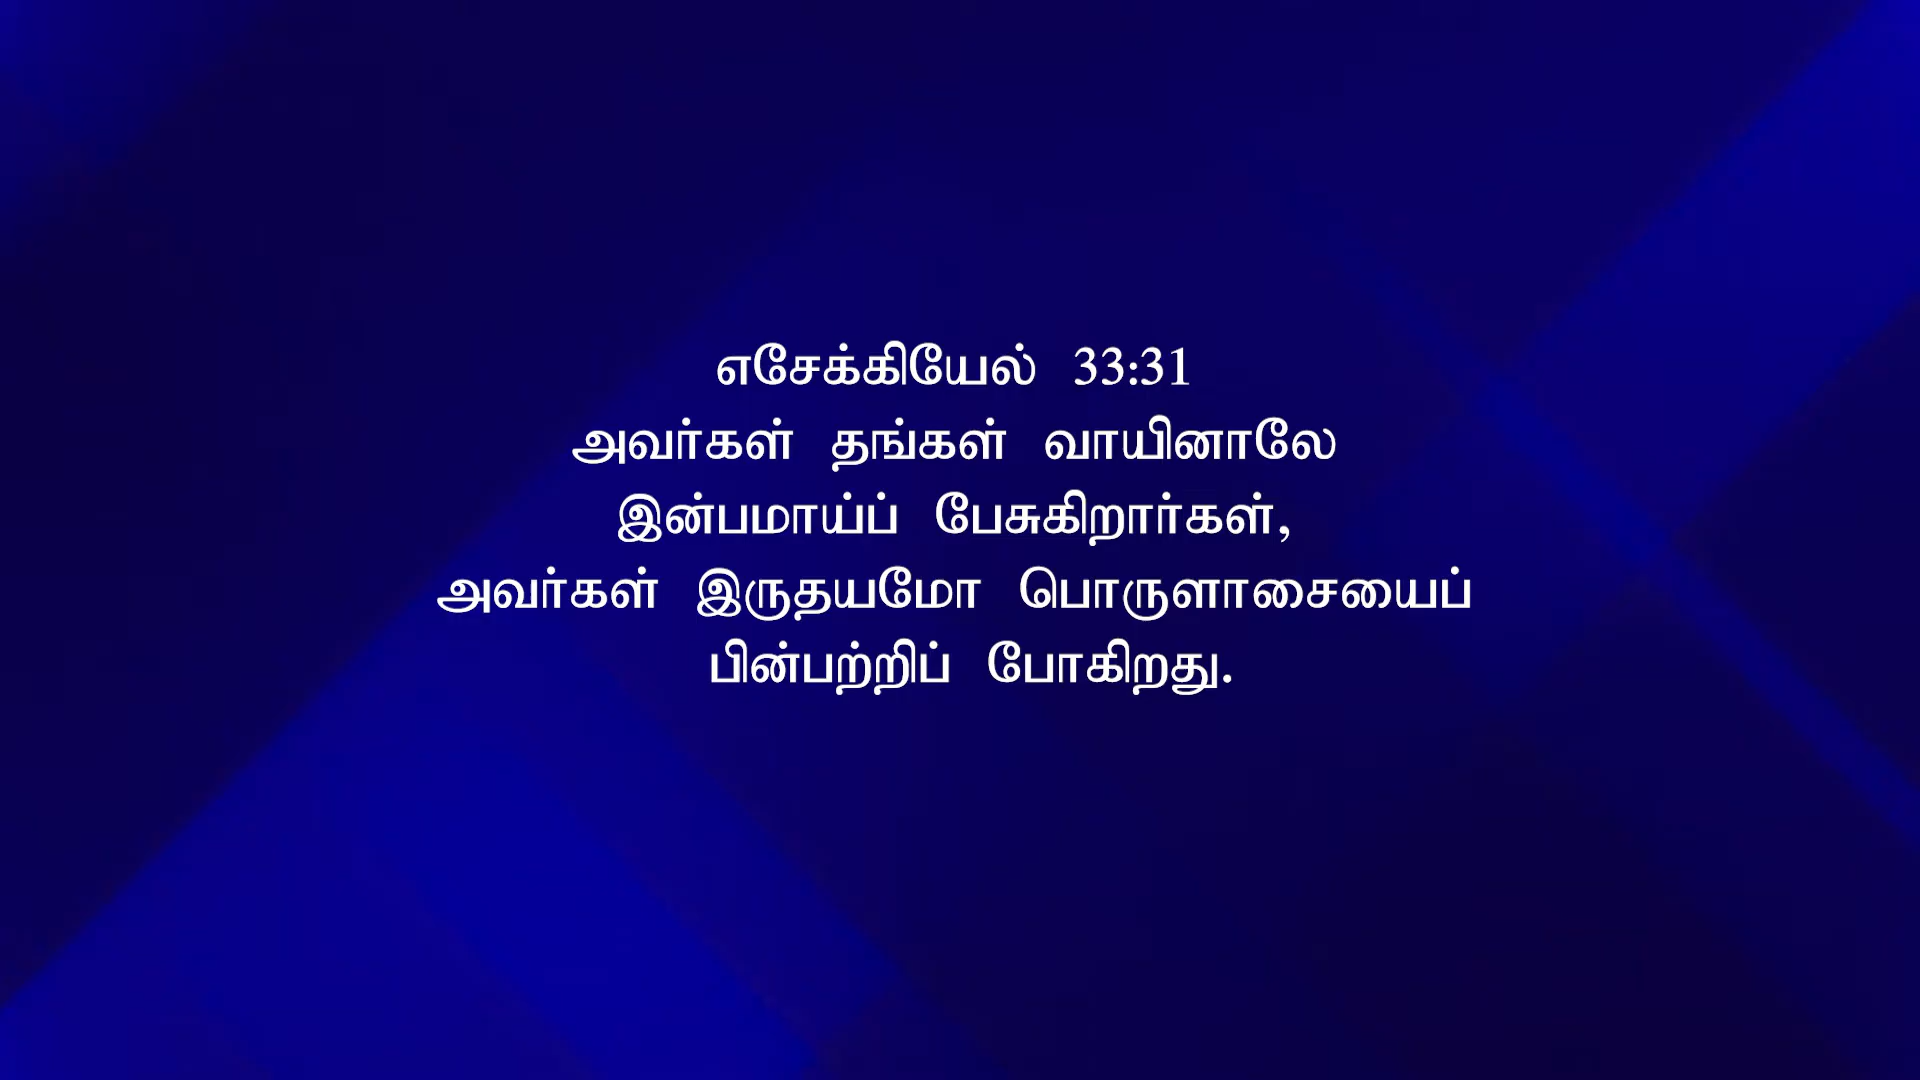 எசேக்கியேல் 33:31
அவர்கள் தங்கள் வாயினாலே
இன்பமாய்ப் பேசுகிறார்கள்,
அவர்கள் இருதயமோ பொருளாசையைப்
பின்பற்றிப் போகிறது.